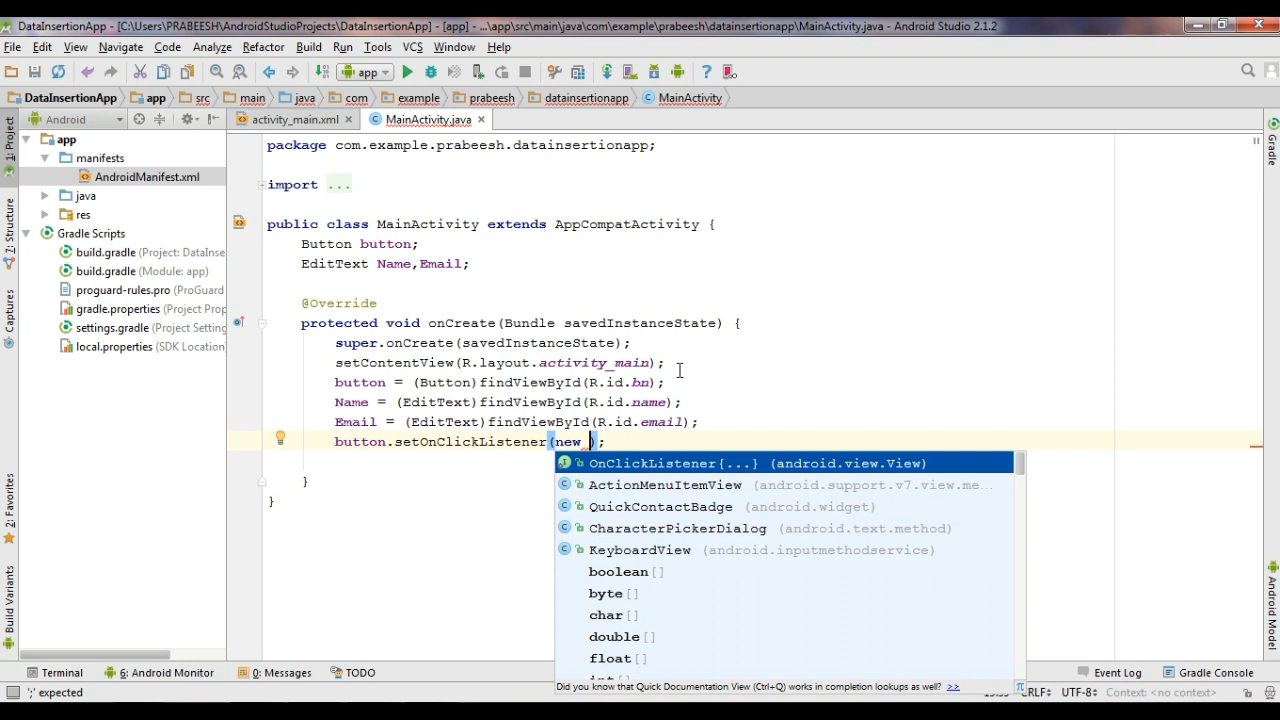 DataInsertionApp - [C:\Users\PRABEESH\AndroidStudioProjects\DataInsertionApp] - [app] - ...\app\src\main\java\com\example\prabeesh\datainsertionapp\MainActivity.java - Android Studio 2.1.2
File Edit View Navigate Code Analyze Refactor Build Run Tools VCS Window Help
app
DataInsertionApp app src main java com example prabeesh datainsertionapp MainActivity
Android activity_main.xml MainActivity.java
1: Project
7: Structure
Captures
2: Favorites
Build Variants
app
manifests
AndroidManifest.xml
java
res
Gradle Scripts
build.gradle (Project: DataInse
build.gradle (Module: app)
proguard-rules.pro (ProGuard
gradle.properties (Project Prop
settings.gradle (Project Setting
local.properties (SDK Location)
package com.example.prabeesh.datainsertionapp;
import ...
public class MainActivity extends AppCompatActivity {
Button button;
EditText Name,Email;
@Override
protected void onCreate(Bundle savedInstanceState) {
super.onCreate(savedInstanceState);
setContentView(R.layout.activity_main);
button = (Button)findViewById(R.id.bn);
Name = (EditText)findViewById(R.id.name);
Email = (EditText)findViewById(R.id.email);
button.setOnClickListener(new );
}
}
OnClickListener{...} (android.view.View)
ActionMenuItemView (android.support.v7.view.me...
QuickContactBadge (android.widget)
CharacterPickerDialog (android.text.method)
KeyboardView (android.inputmethodservice)
boolean[]
byte[]
char[]
double[]
float[]
Did you know that Quick Documentation View (Ctrl+Q) works in completion lookups as well? >>
Gradle
Android Model
Terminal 6: Android Monitor 0: Messages TODO Event Log Gradle Console
';' expected CRLF÷ UTF-8÷ Context: <no context>